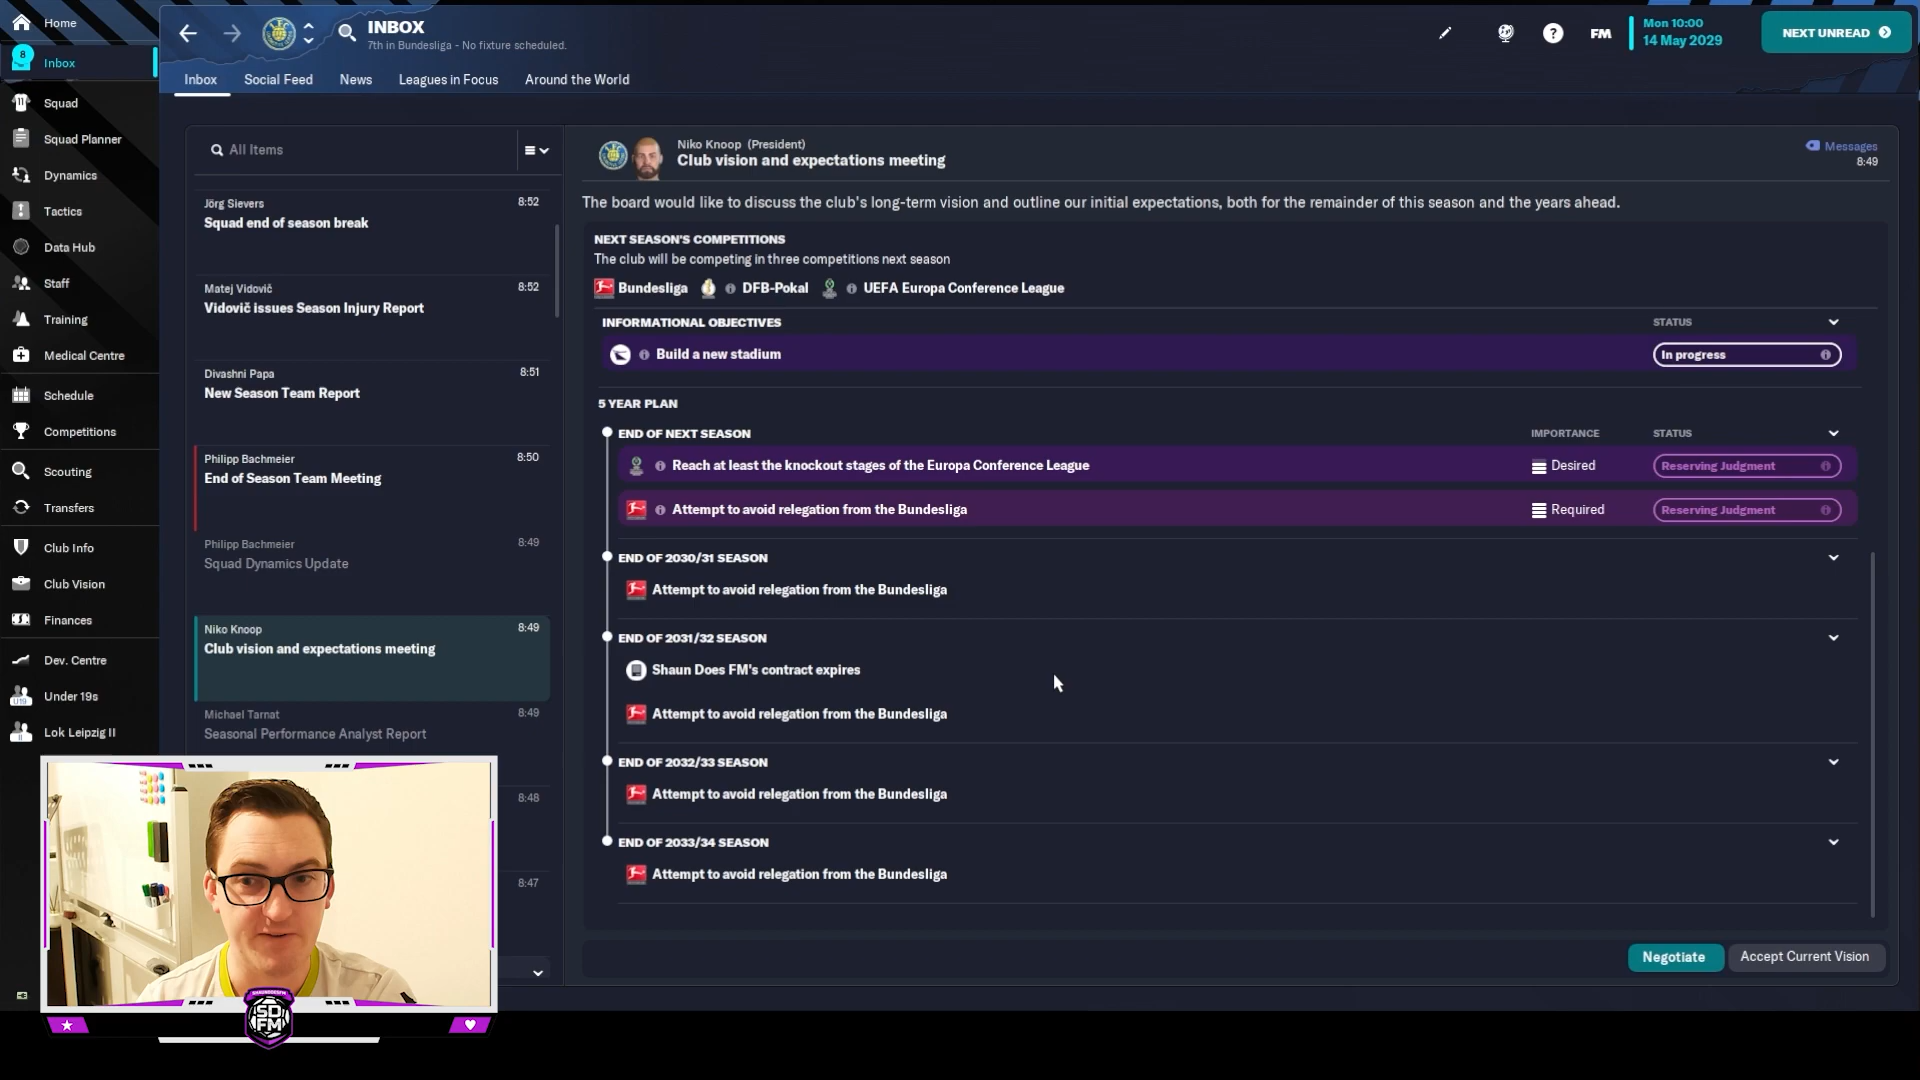 Home
INBOX
7th in Bundesliga - No fixture scheduled.
FM
Mon 10:00
14 May 2029
NEXT UNREAD
8
Inbox
Inbox
Social Feed
News
Leagues in Focus
Around the World
Squad
Squad Planner
Dynamics
Tactics
Data Hub
Staff
Training
Medical Centre
Schedule
Competitions
Scouting
Transfers
Club Info
Club Vision
Finances
Dev. Centre
Under 19s
Lok Leipzig II
All Items
Jörg Sievers 8:52
Squad end of season break
Matej Vidovič 8:52
Vidovič issues Season Injury Report
Divashni Papa 8:51
New Season Team Report
Philipp Bachmeier 8:50
End of Season Team Meeting
Philipp Bachmeier 8:49
Squad Dynamics Update
Niko Knoop 8:49
Club vision and expectations meeting
Michael Tarnat 8:49
Seasonal Performance Analyst Report
8:48
8:47
Niko Knoop (President)
Club vision and expectations meeting
Messages
8:49
The board would like to discuss the club's long-term vision and outline our initial expectations, both for the remainder of this season and the years ahead.
NEXT SEASON'S COMPETITIONS
The club will be competing in three competitions next season
Bundesliga DFB-Pokal UEFA Europa Conference League
INFORMATIONAL OBJECTIVES STATUS
Build a new stadium In progress
5 YEAR PLAN
END OF NEXT SEASON IMPORTANCE STATUS
Reach at least the knockout stages of the Europa Conference League Desired Reserving Judgment
Attempt to avoid relegation from the Bundesliga Required Reserving Judgment
END OF 2030/31 SEASON
Attempt to avoid relegation from the Bundesliga
END OF 2031/32 SEASON
Shaun Does FM's contract expires
Attempt to avoid relegation from the Bundesliga
END OF 2032/33 SEASON
Attempt to avoid relegation from the Bundesliga
END OF 2033/34 SEASON
Attempt to avoid relegation from the Bundesliga
Negotiate
Accept Current Vision
SD
FM